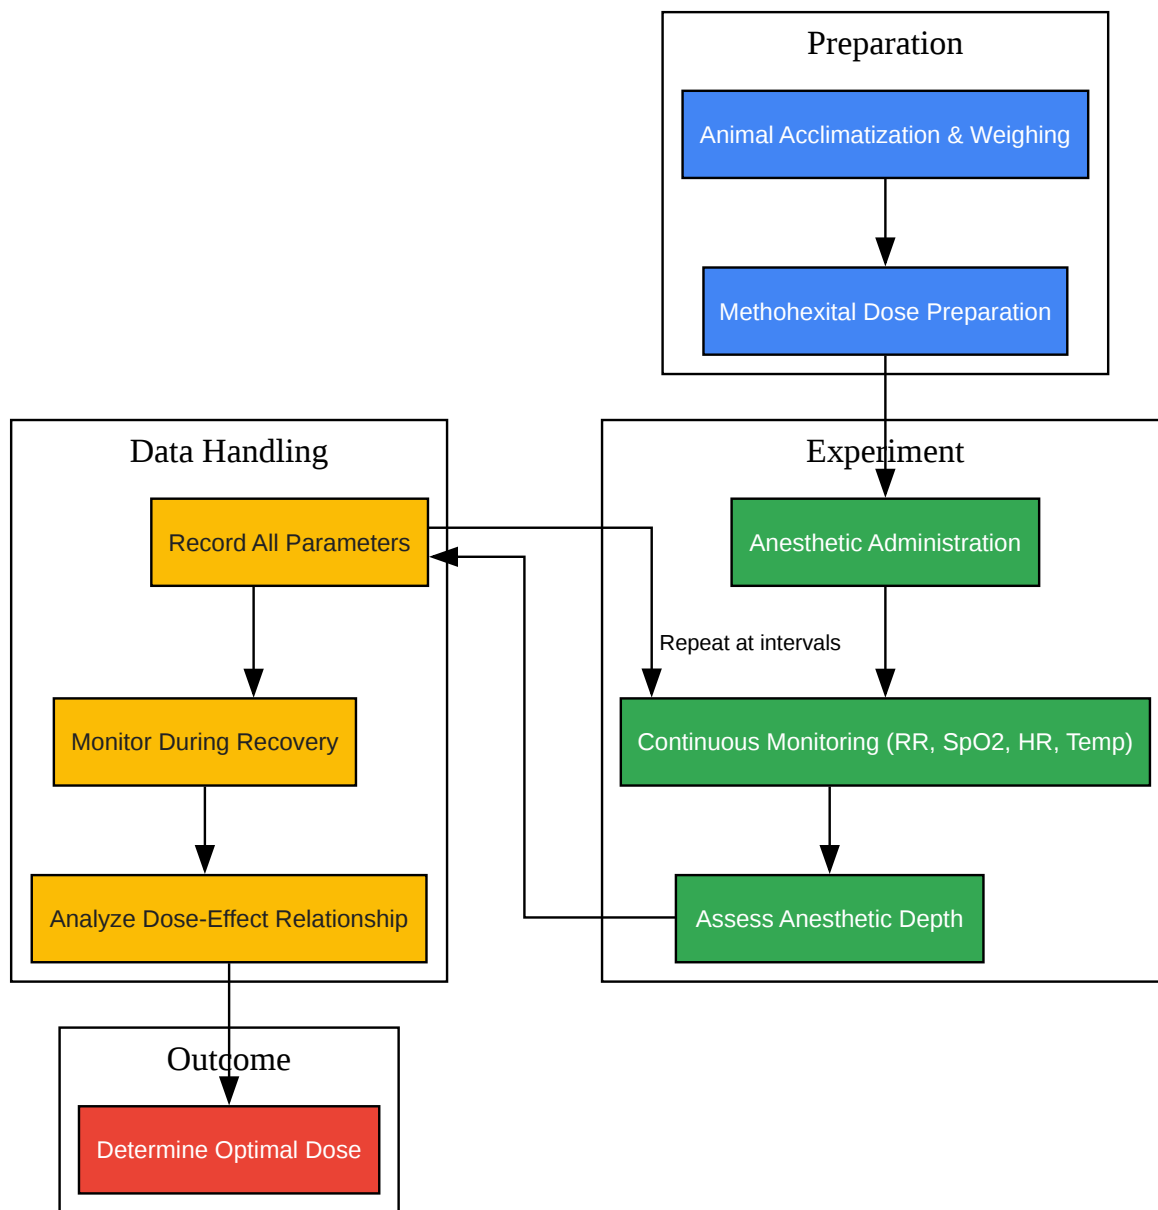 Preparation
Animal Acclimatization & Weighing
Methohexital Dose Preparation
Experiment
Anesthetic Administration
Repeat at intervals
Continuous Monitoring (RR, SpO2, HR, Temp)
Assess Anesthetic Depth
Data Handling
Record All Parameters
Monitor During Recovery
Analyze Dose-Effect Relationship
Outcome
Determine Optimal Dose